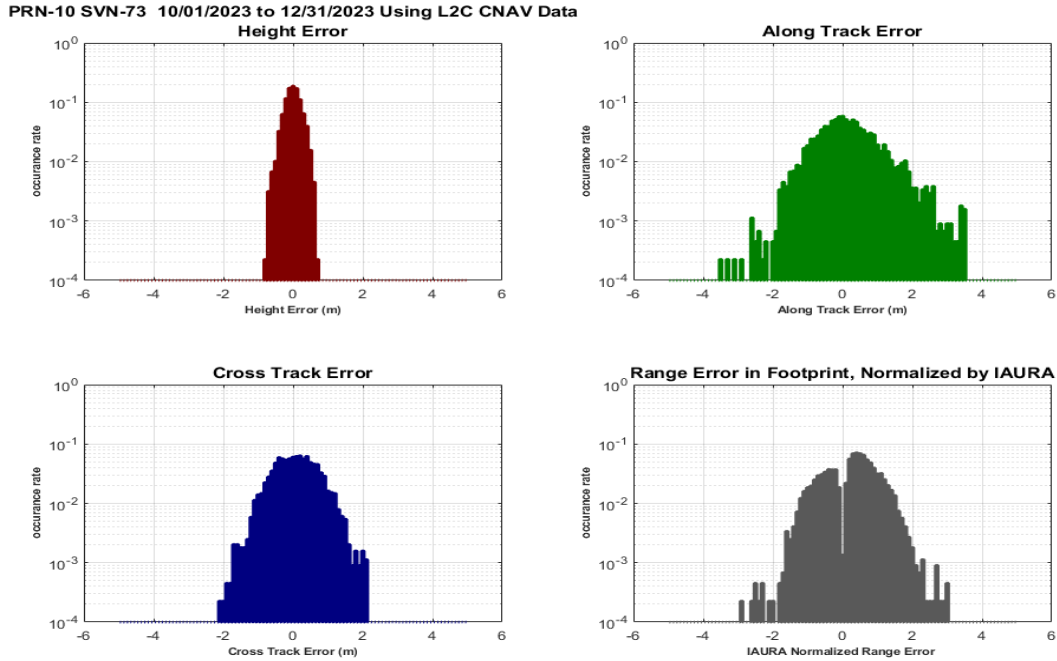 PRN-10 SVN-73  10/01/2023 to 12/31/2023 Using L2C CNAV Data
Height Error
10^0
10^-1
10^-2
10^-3
10^-4
occurance rate
-6 -4 -2 0 2 4 6
Height Error (m)
Along Track Error
10^0
10^-1
10^-2
10^-3
10^-4
occurance rate
-6 -4 -2 0 2 4 6
Along Track Error (m)
Cross Track Error
10^0
10^-1
10^-2
10^-3
10^-4
occurance rate
-6 -4 -2 0 2 4 6
Cross Track Error (m)
Range Error in Footprint, Normalized by IAURA
10^0
10^-1
10^-2
10^-3
10^-4
occurance rate
-6 -4 -2 0 2 4 6
IAURA Normalized Range Error